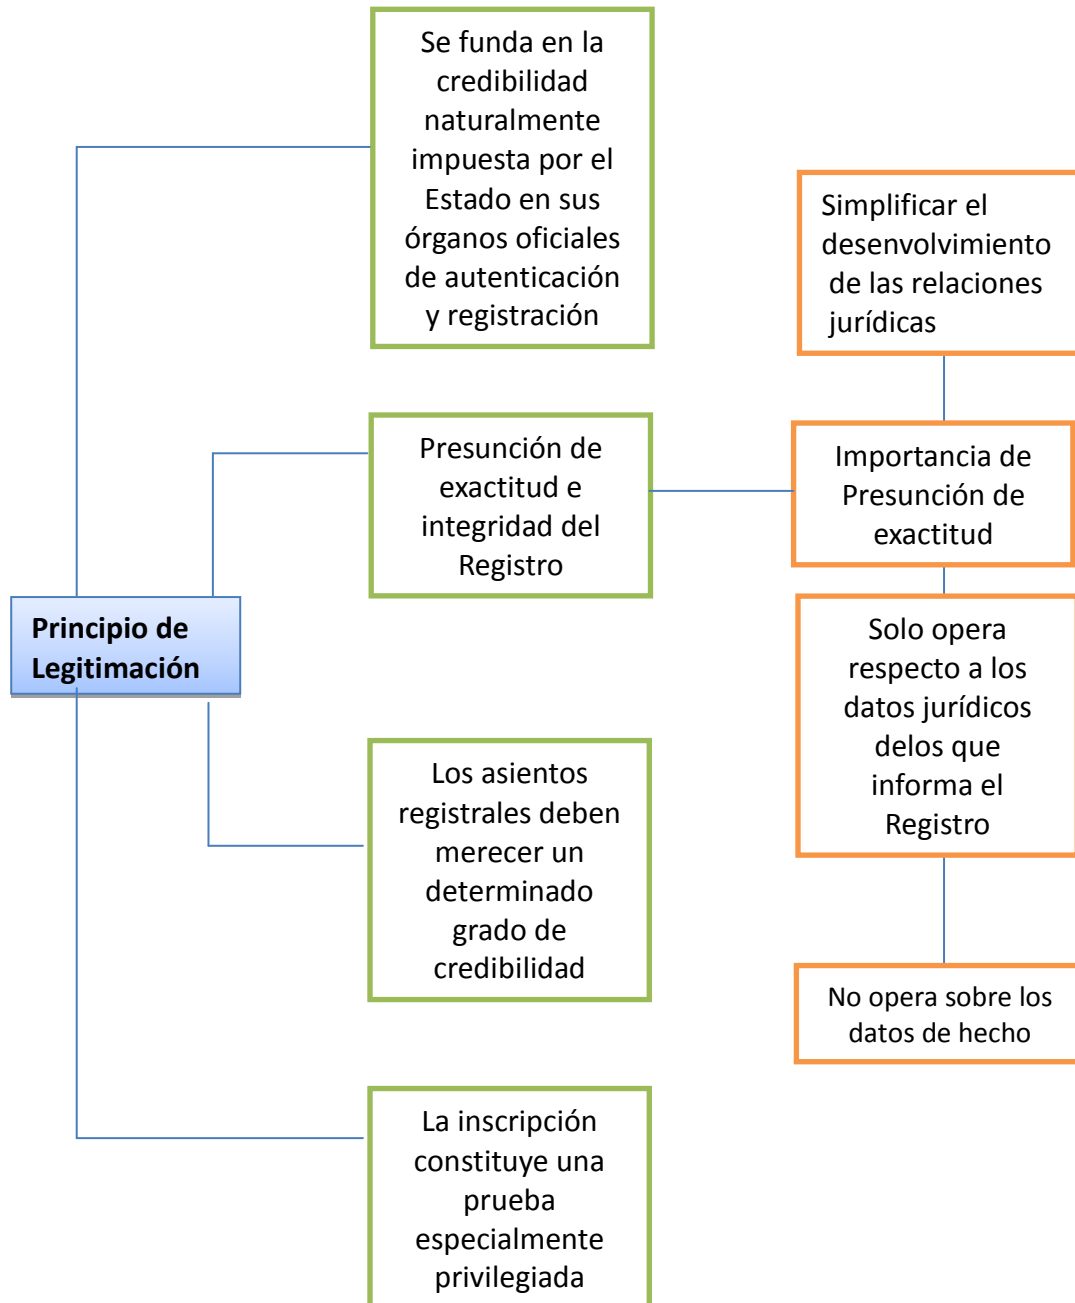 Se funda en la
credibilidad
naturalmente
impuesta por el
Estado en sus
órganos oficiales
de autenticación
y registración
Simplificar el
desenvolvimiento
de las relaciones
jurídicas
Presunción de
exactitud e
integridad del
Registro
Importancia de
Presunción de
exactitud
Principio de
Legitimación
Solo opera
respecto a los
datos jurídicos
delos que
informa el
Registro
Los asientos
registrales deben
merecer un
determinado
grado de
credibilidad
No opera sobre los
datos de hecho
La inscripción
constituye una
prueba
especialmente
privilegiada